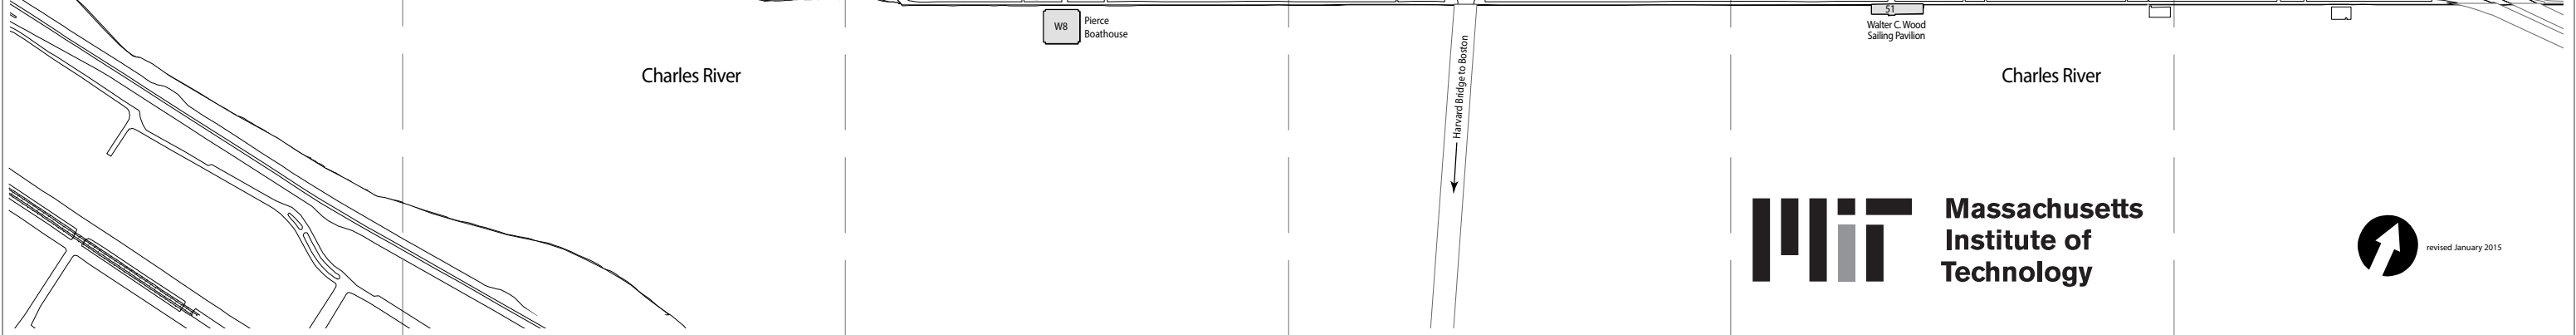 W8
Pierce
Boathouse
51
Walter C. Wood
Sailing Pavilion
Charles River
Harvard Bridge to Boston
Charles River
MIT
Massachusetts
Institute of
Technology
revised January 2015